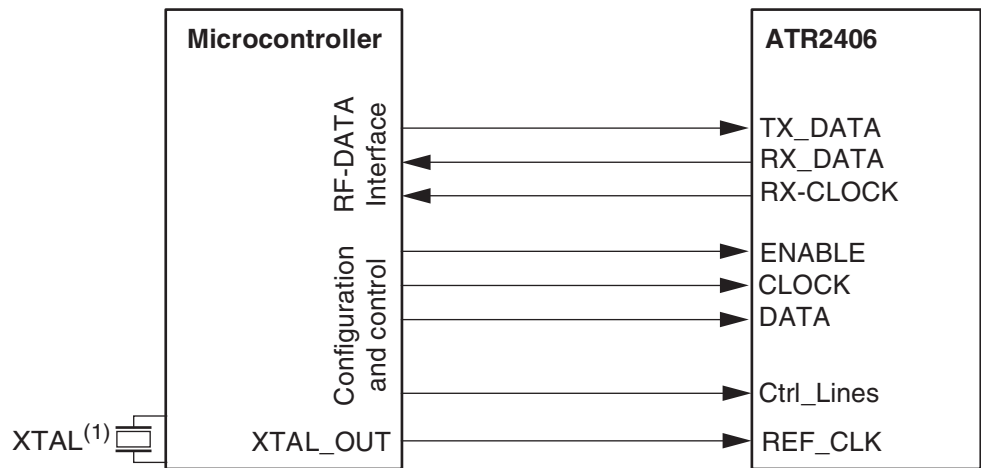 Microcontroller
ATR2406
RF-DATA
Interface
TX_DATA
RX_DATA
RX-CLOCK
Configuration
and control
ENABLE
CLOCK
DATA
Ctrl_Lines
XTAL(1)
XTAL_OUT
REF_CLK